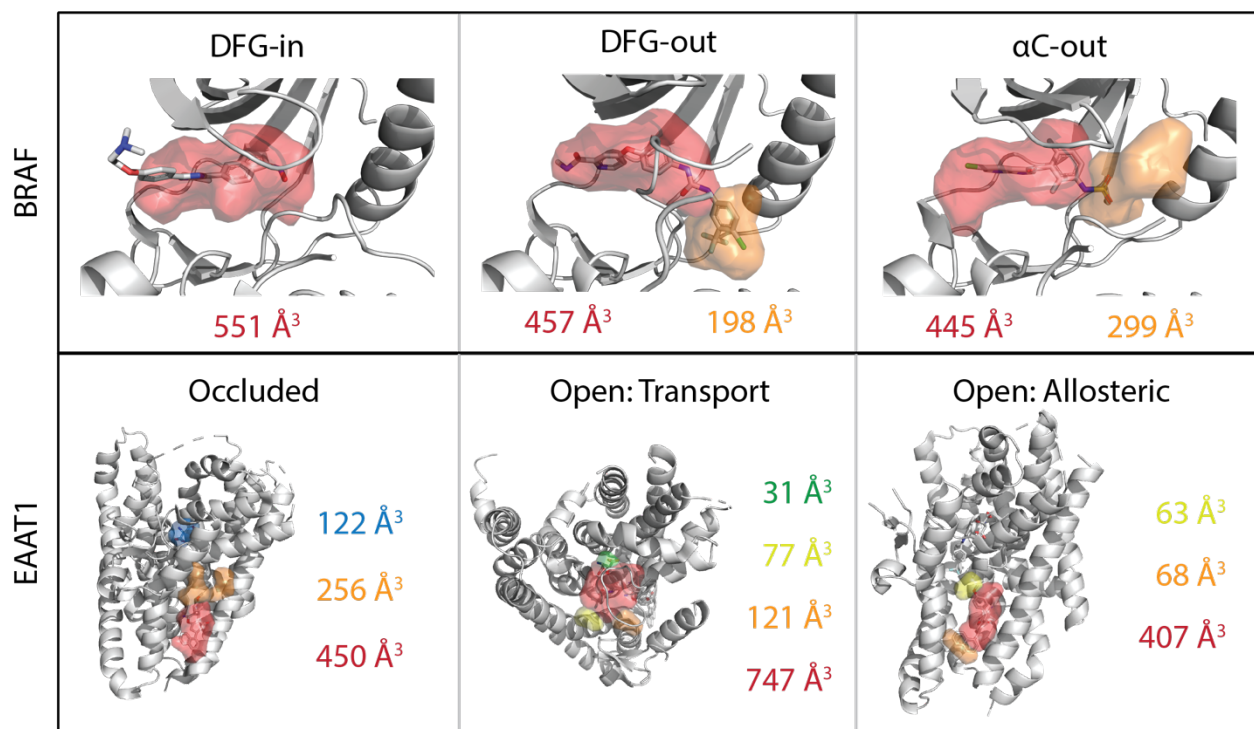 BRAF
DFG-in
551 Å³
DFG-out
457 Å³ 198 Å³
αC-out
445 Å³ 299 Å³
EAAT1
Occluded
122 Å³
256 Å³
450 Å³
Open: Transport
31 Å³
77 Å³
121 Å³
747 Å³
Open: Allosteric
63 Å³
68 Å³
407 Å³